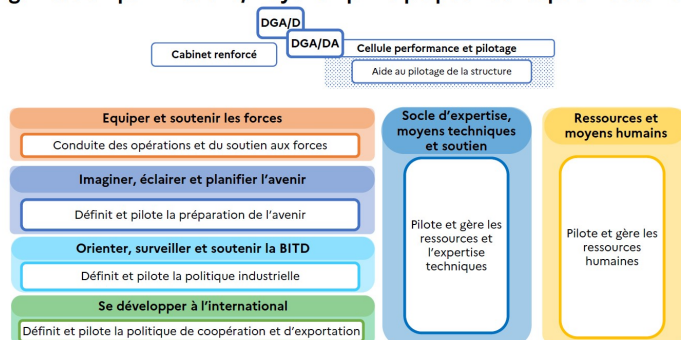 DGA/D
DGA/DA
Cabinet renforcé
Cellule performance et pilotage
Aide au pilotage de la structure
Equiper et soutenir les forces
Conduite des opérations et du soutien aux forces
Imaginer, éclairer et planifier l’avenir
Définit et pilote la préparation de l’avenir
Orienter, surveiller et soutenir la BITD
Définit et pilote la politique industrielle
Se développer à l’international
Définit et pilote la politique de coopération et d’exportation
Socle d’expertise,
moyens techniques
et soutien
Pilote et gère les
ressources et
l’expertise
techniques
Ressources et
moyens humains
Pilote et gère les
ressources
humaines